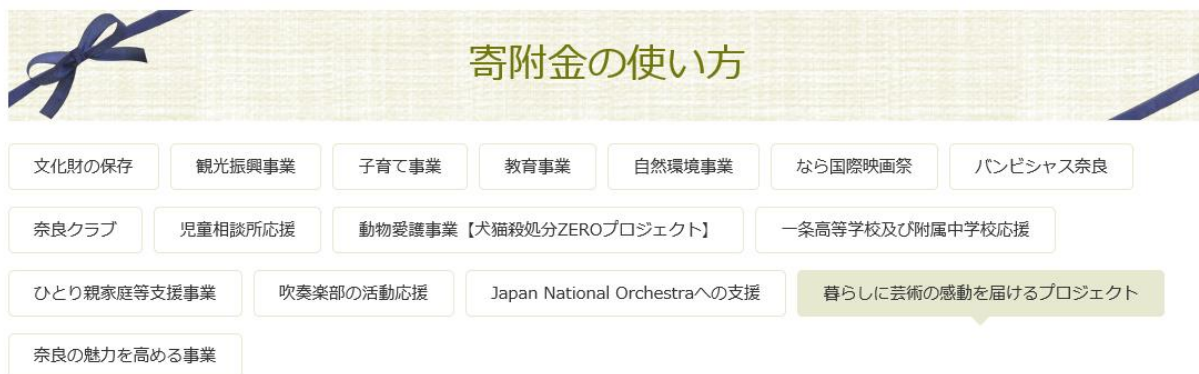 寄附金の使い方
文化財の保存 観光振興事業 子育て事業 教育事業 自然環境事業 なら国際映画祭 バンビシャス奈良
奈良クラブ 児童相談所応援 動物愛護事業【犬猫殺処分ZEROプロジェクト】 一条高等学校及び附属中学校応援
ひとり親家庭等支援事業 吹奏楽部の活動応援 Japan National Orchestraへの支援 暮らしに芸術の感動を届けるプロジェクト
奈良の魅力を高める事業